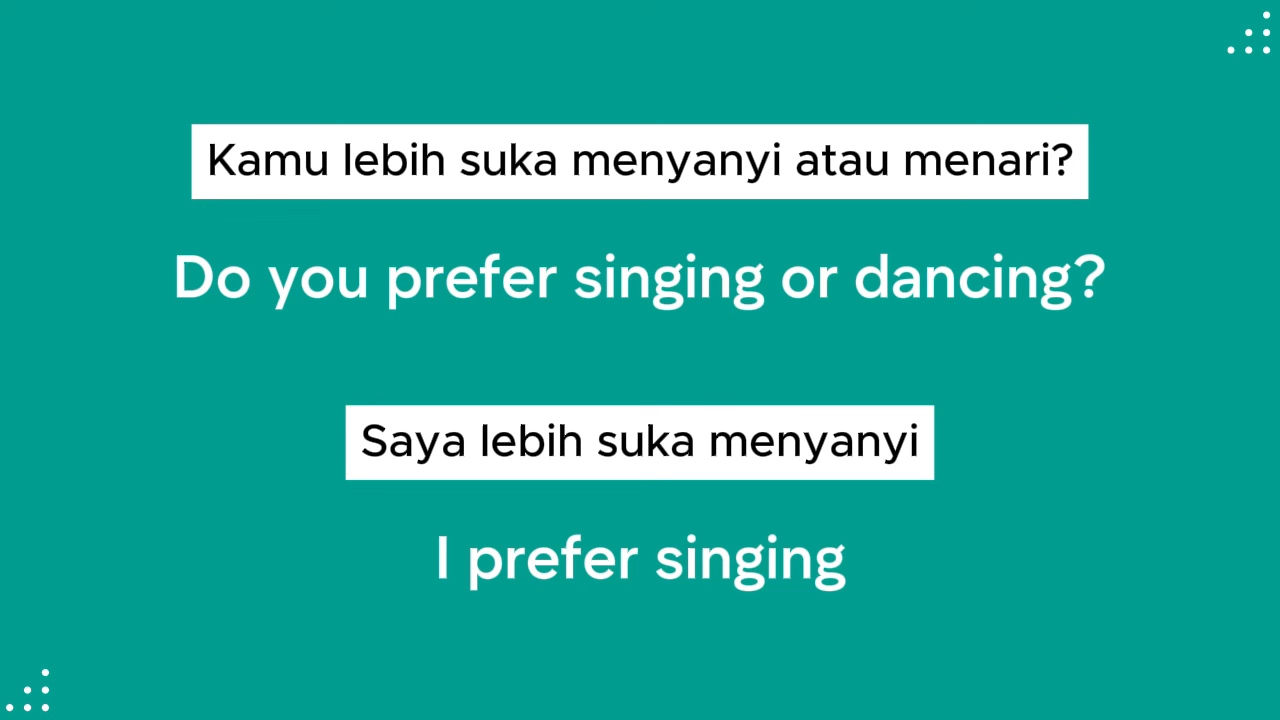 Kamu lebih suka menyanyi atau menari?
Do you prefer singing or dancing?
Saya lebih suka menyanyi
I prefer singing